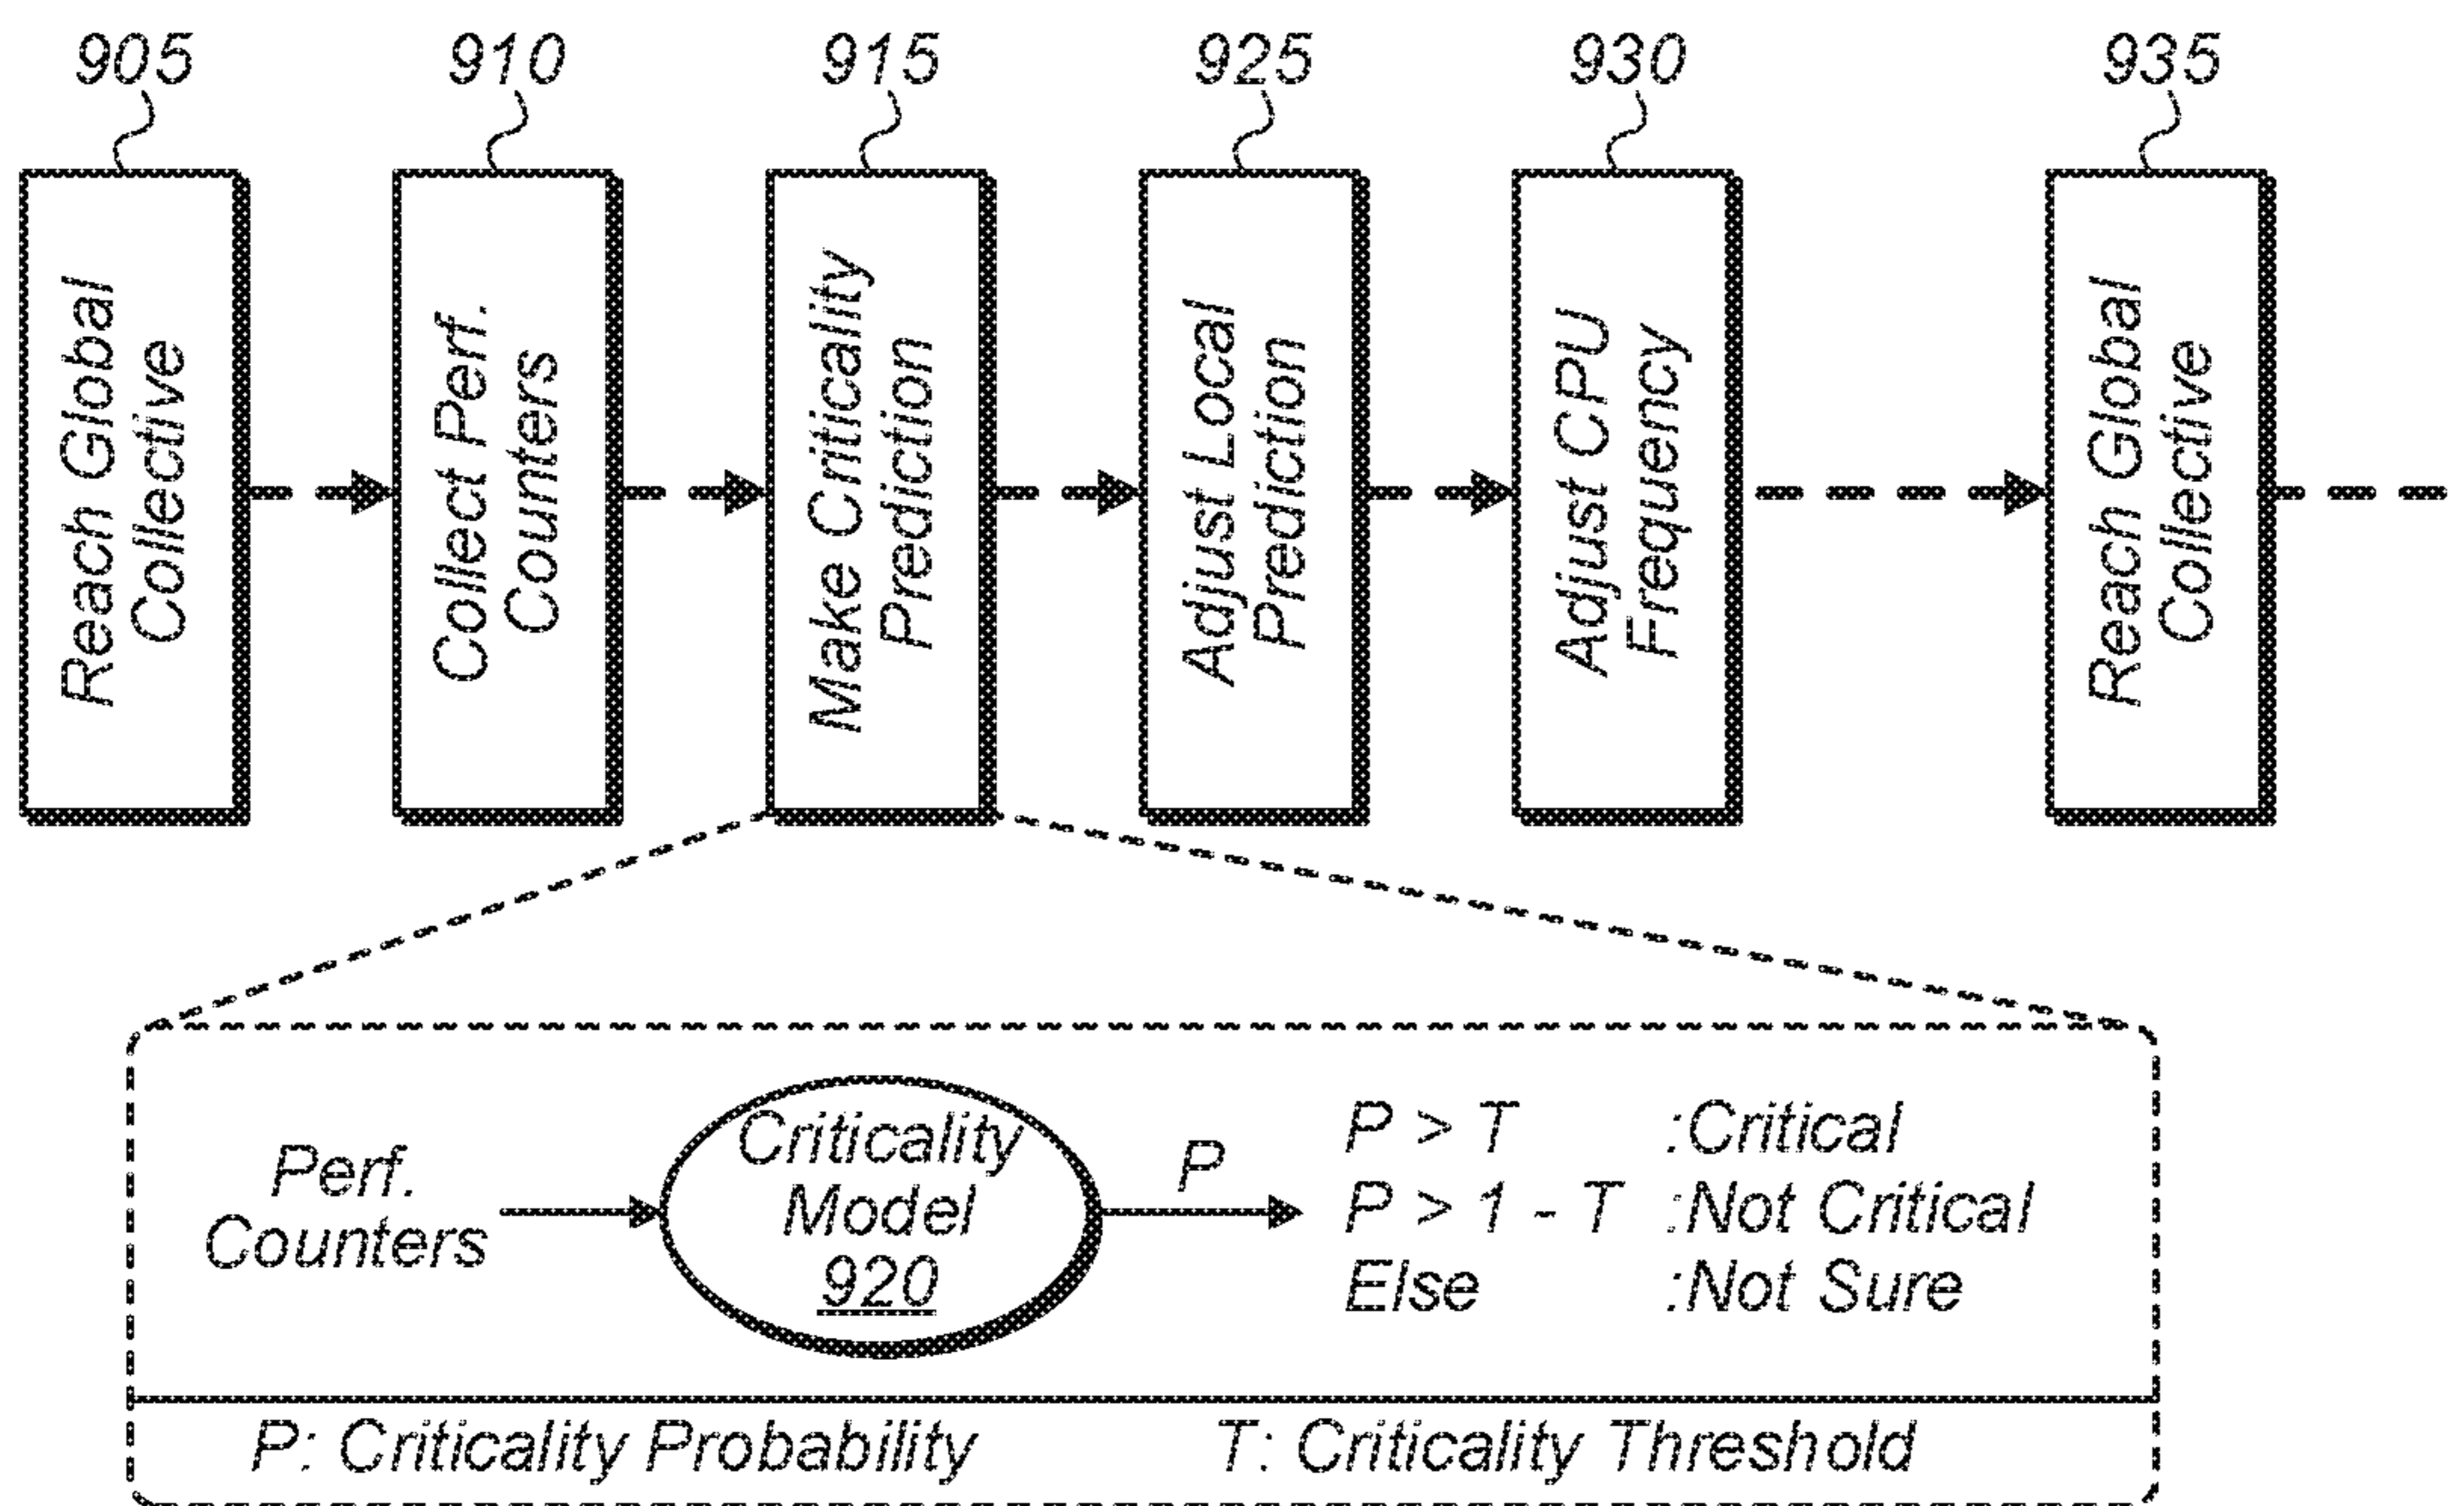 905
910
915
925
930
935
Reach Global
Collective
Collect Perf.
Counters
Make Criticality
Prediction
Adjust Local
Prediction
Adjust CPU
Frequency
Reach Global
Collective
Perf.
Counters
Criticality
Model
920
P
P > T :Critical
P > 1 - T :Not Critical
Else :Not Sure
P: Criticality Probability
T: Criticality Threshold